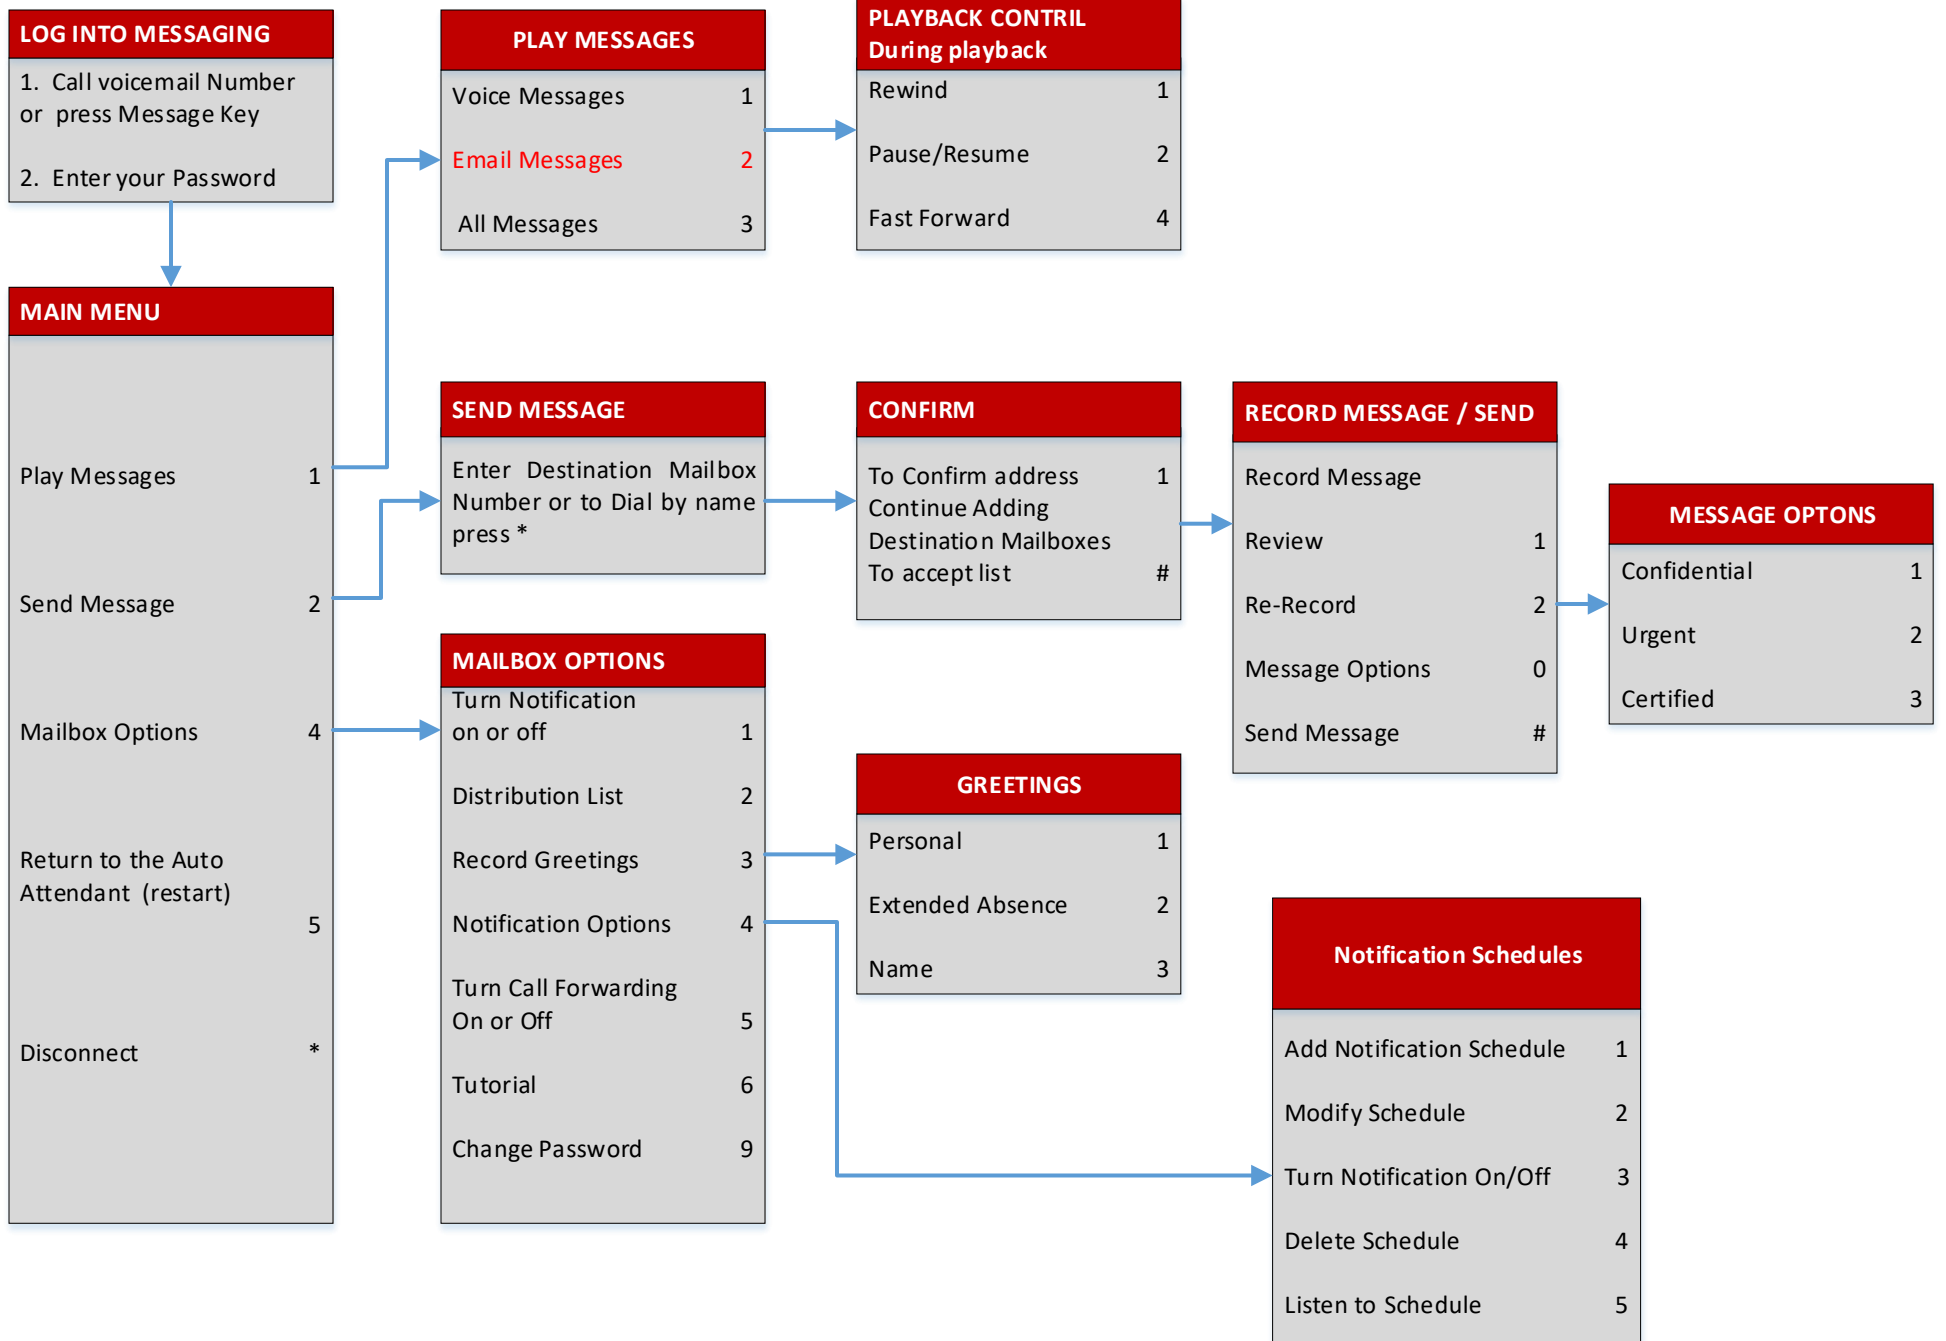 LOG INTO MESSAGING
1. Call voicemail Number
or press Message Key
2. Enter your Password
PLAY MESSAGES
Voice Messages 1
Email Messages 2
All Messages 3
PLAYBACK CONTRIL
During playback
Rewind 1
Pause/Resume 2
Fast Forward 4
MAIN MENU
Play Messages 1
Send Message 2
Mailbox Options 4
Return to the Auto
Attendant (restart)
5
Disconnect *
SEND MESSAGE
Enter Destination Mailbox
Number or to Dial by name
press *
CONFIRM
To Confirm address 1
Continue Adding
Destination Mailboxes
To accept list #
RECORD MESSAGE / SEND
Record Message
Review 1
Re-Record 2
Message Options 0
Send Message #
MESSAGE OPTONS
Confidential 1
Urgent 2
Certified 3
MAILBOX OPTIONS
Turn Notification
on or off 1
Distribution List 2
Record Greetings 3
Notification Options 4
Turn Call Forwarding
On or Off 5
Tutorial 6
Change Password 9
GREETINGS
Personal 1
Extended Absence 2
Name 3
Notification Schedules
Add Notification Schedule 1
Modify Schedule 2
Turn Notification On/Off 3
Delete Schedule 4
Listen to Schedule 5